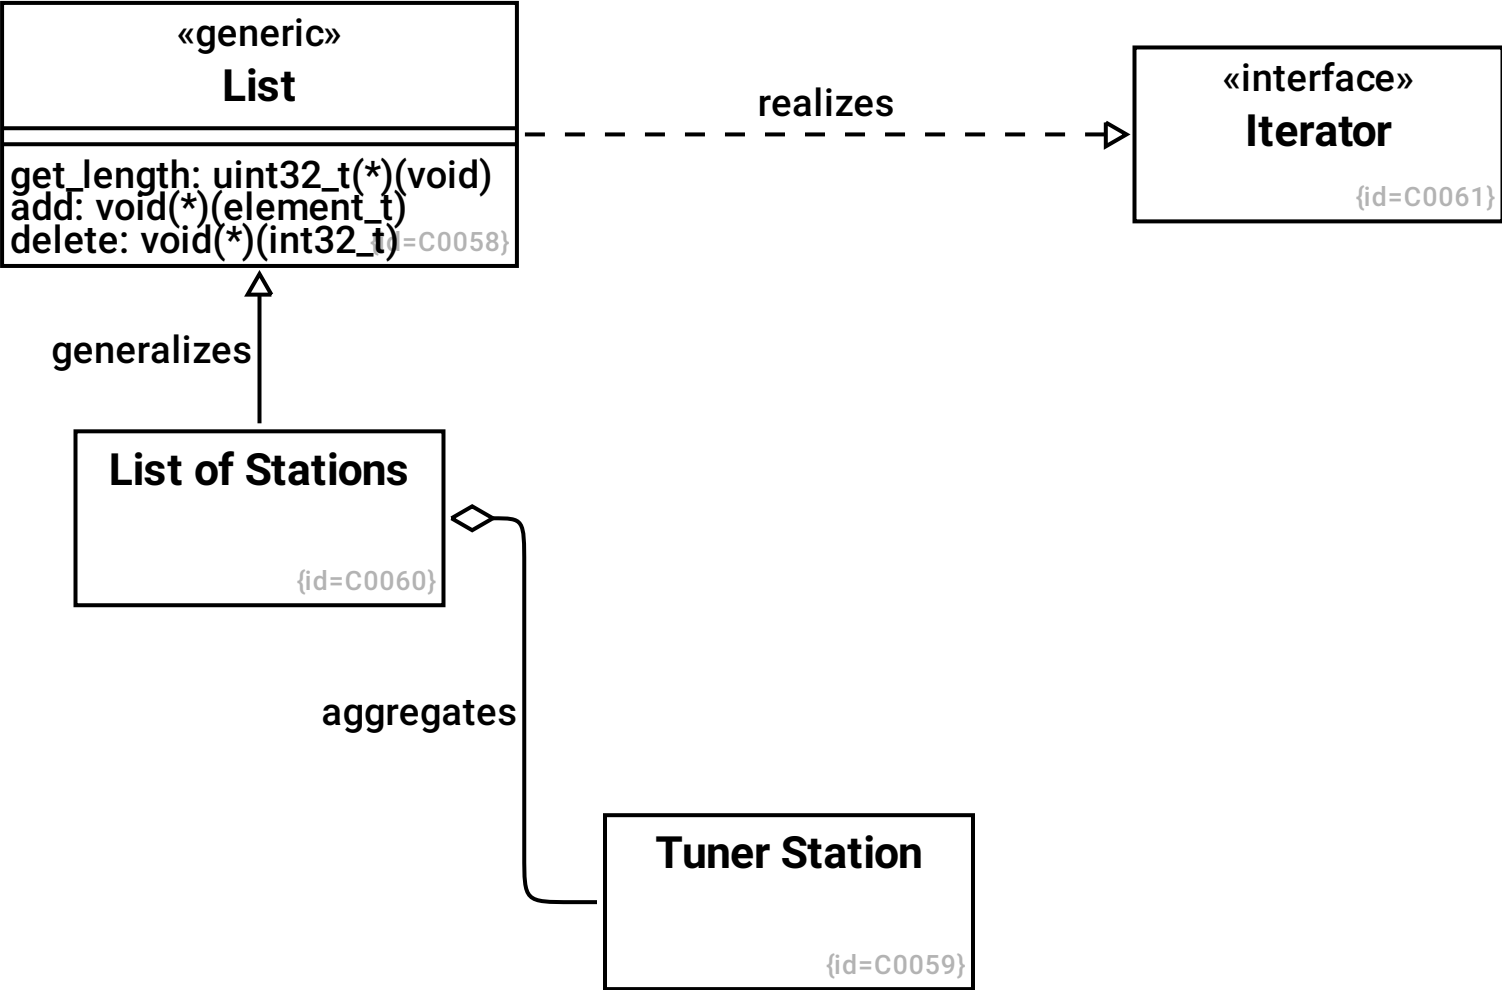 «generic»
List
get_length: uint32_t(*)(void)
add: void(*)(element_t)
delete: void(*)(int32_t)
{id=C0058}
realizes
«interface»
Iterator
{id=C0061}
generalizes
List of Stations
{id=C0060}
aggregates
Tuner Station
{id=C0059}